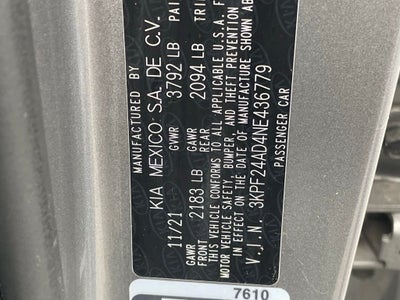 MANUFACTURED BY
KIA MEXICO S.A. DE C.V.
11/21 GVWR 3792 LB PAI
GAWR FRONT 2183 LB GAWR REAR 2094 LB TRI
THIS VEHICLE CONFORMS TO ALL APPLICABLE U.S.A. F
MOTOR VEHICLE SAFETY, BUMPER, AND THEFT PREVENTION
IN EFFECT ON THE DATE OF MANUFACTURE SHOWN AB
V.I.N. 3KPF24AD4NE436779
PASSENGER CAR
7610